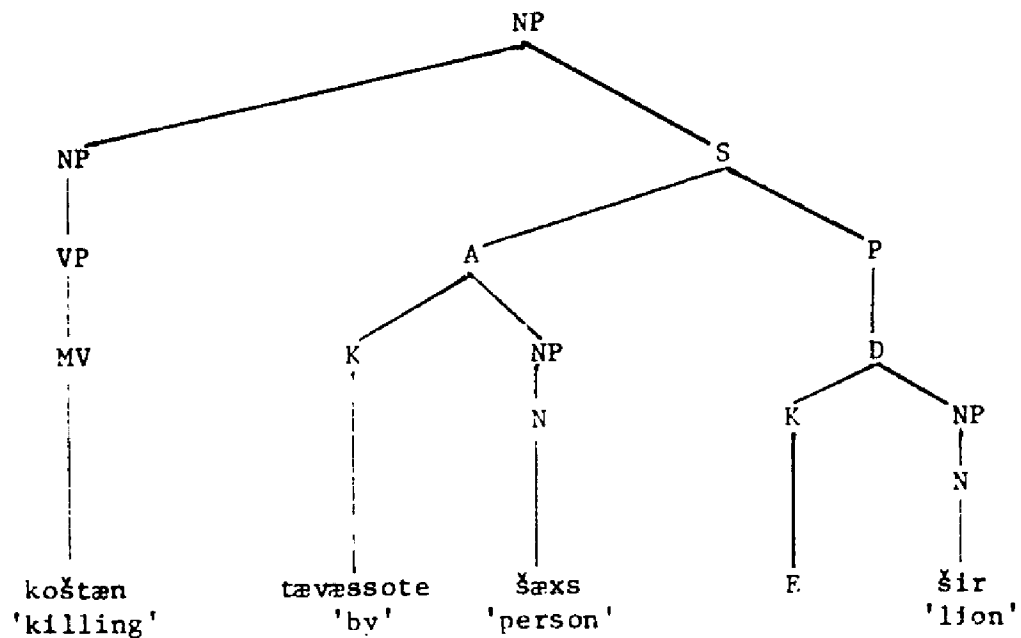 NP
NP S
VP A P
MV K NP D
N K NP
N
koštæn tævæssote šæxs E šir
'killing' 'by' 'person' 'lion'